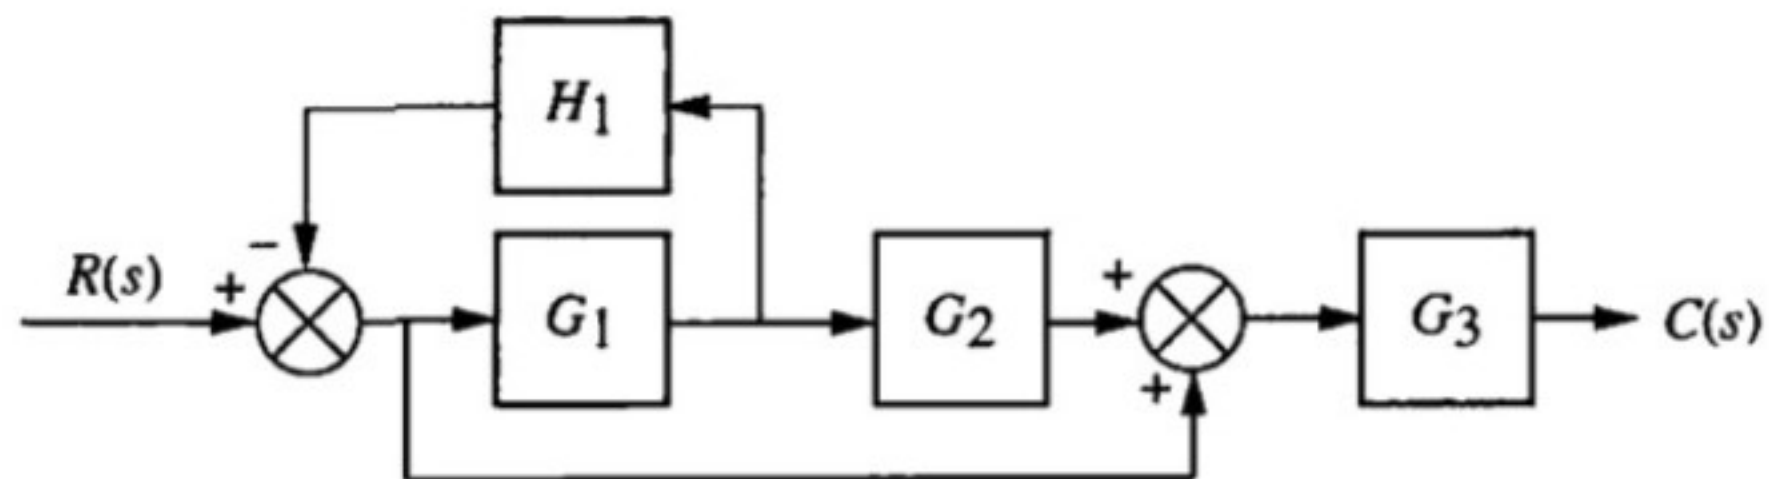 H1
−
R(s)
+
G1
G2
+
+
G3
C(s)